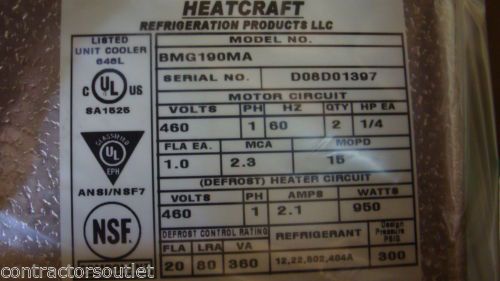 HEATCRAFT
REFRIGERATION PRODUCTS LLC
LISTED
UNIT COOLER
648L
C UL US
SA1525
CLASSIFIED
UL
ANSI/NSF7
NSF
MODEL NO.
BMG190MA
SERIAL NO. D08D01397
MOTOR CIRCUIT
VOLTS PH HZ QTY HP EA
460 1 60 2 1/4
FLA EA. MCA MOPD
1.0 2.3 15
(DEFROST) HEATER CIRCUIT
VOLTS PH AMPS WATTS
460 1 2.1 950
DEFROST CONTROL RATING REFRIGERANT Design Pressure PSIG
FLA LRA VA
20 80 360 12,22,502,404A 300
contractorsoutlet